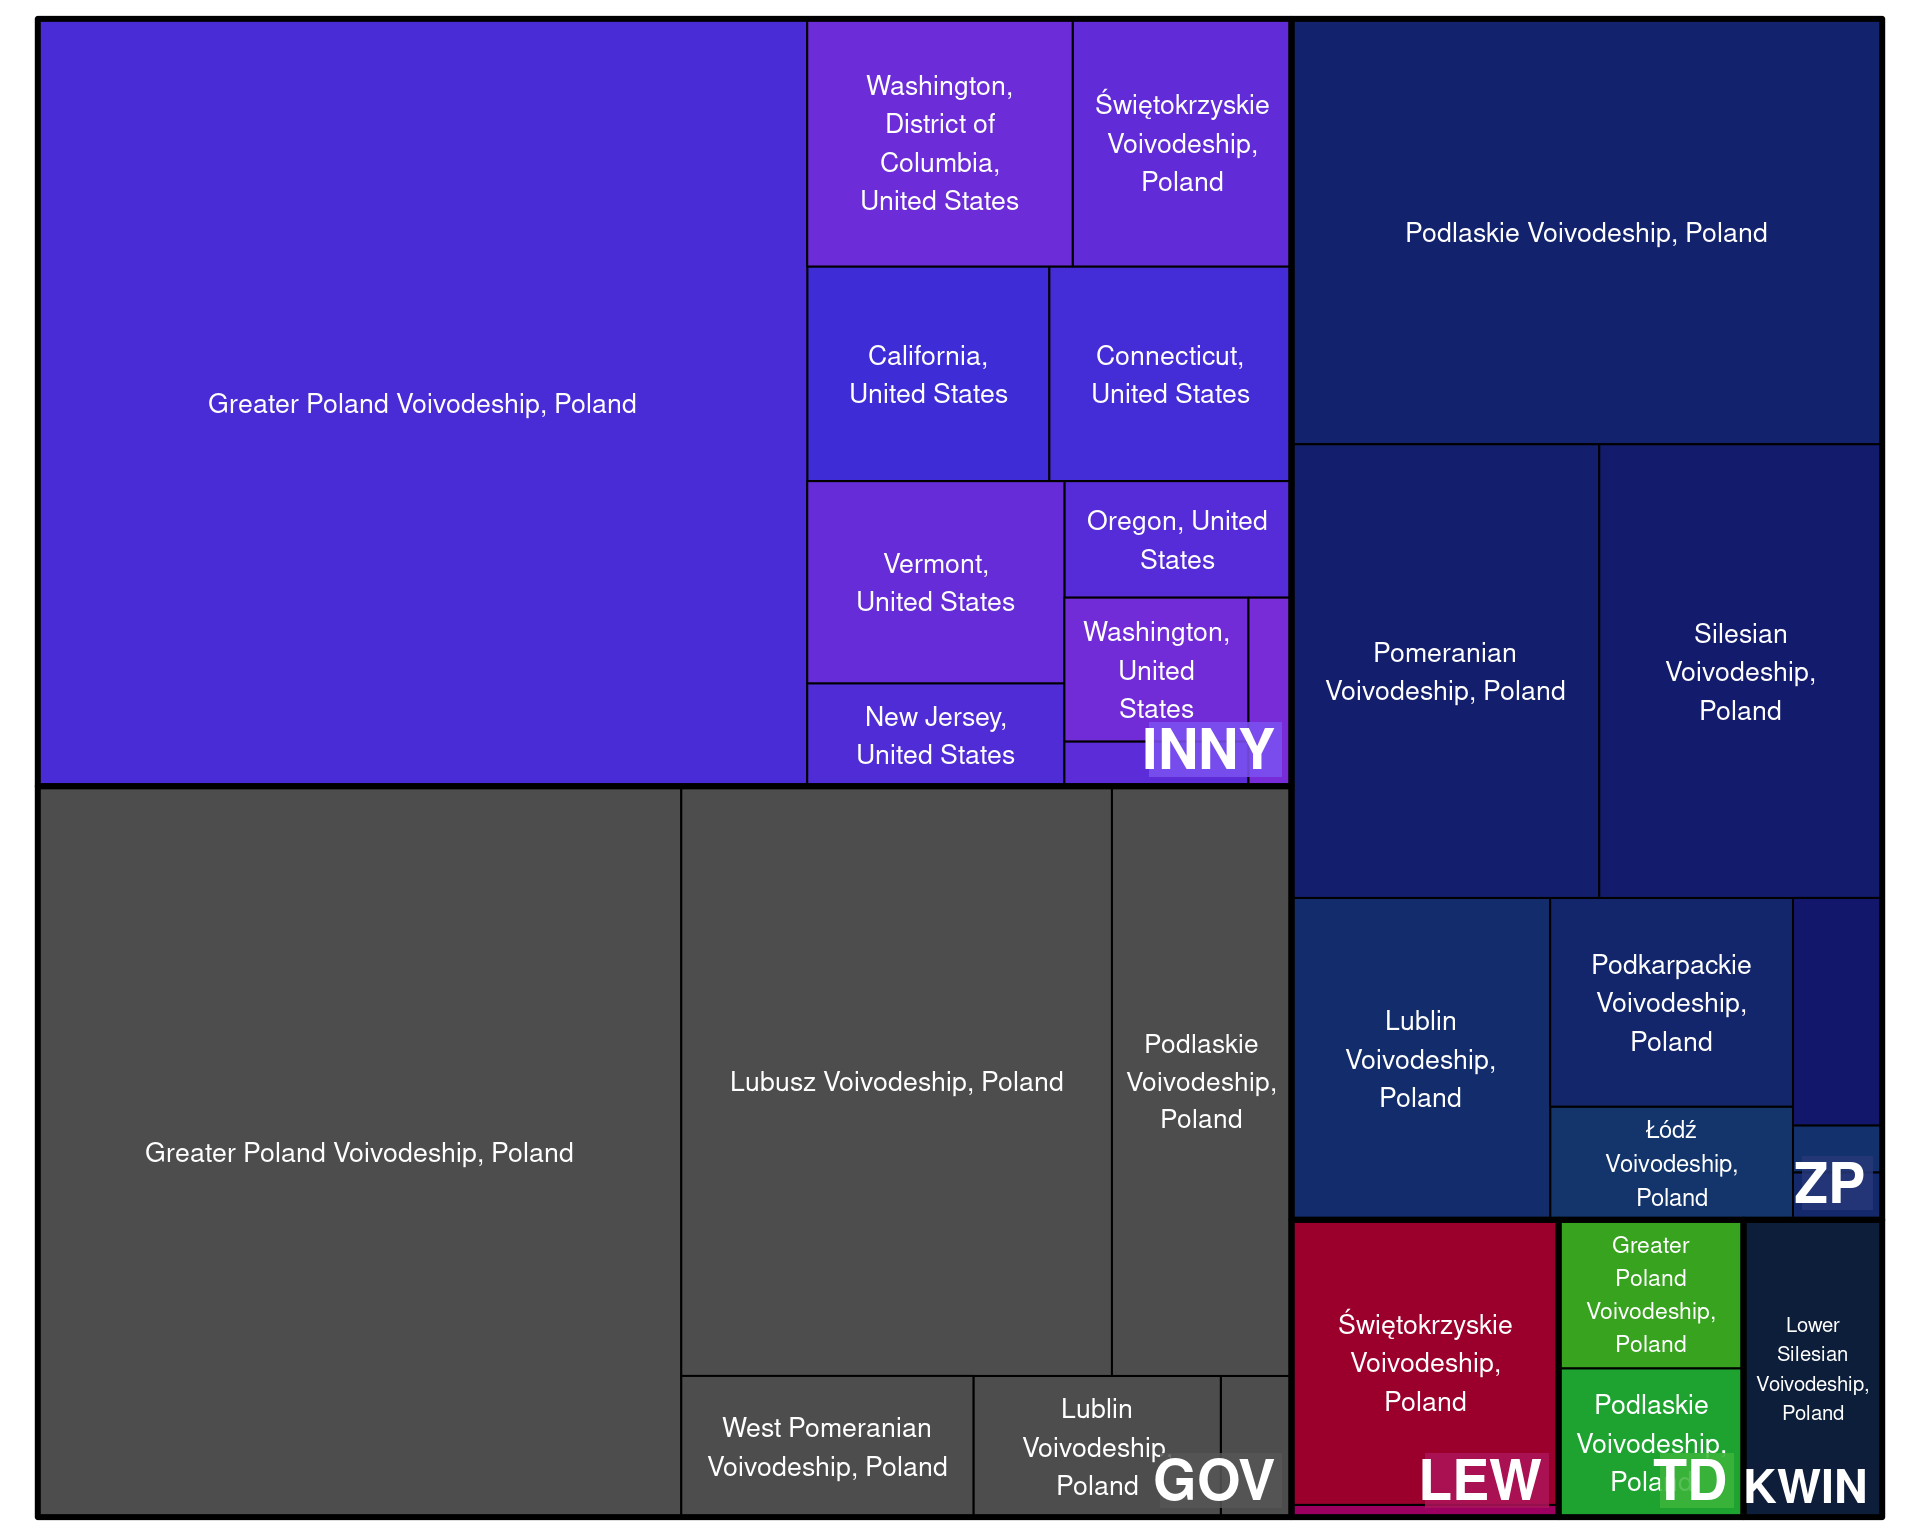 Greater Poland Voivodeship, Poland
Washington,
District of
Columbia,
United States
Świętokrzyskie
Voivodeship,
Poland
California,
United States
Connecticut,
United States
Vermont,
United States
Oregon, United
States
Washington,
United
States
New Jersey,
United States
INNY
Greater Poland Voivodeship, Poland
Lubusz Voivodeship, Poland
Podlaskie
Voivodeship,
Poland
West Pomeranian
Voivodeship, Poland
Lublin
Voivodeship,
Poland
GOV
Podlaskie Voivodeship, Poland
Pomeranian
Voivodeship, Poland
Silesian
Voivodeship,
Poland
Lublin
Voivodeship,
Poland
Podkarpackie
Voivodeship,
Poland
Łódź
Voivodeship,
Poland
ZP
Świętokrzyskie
Voivodeship,
Poland
LEW
Greater
Poland
Voivodeship,
Poland
Podlaskie
Voivodeship,
Poland
TD
Lower
Silesian
Voivodeship,
Poland
KWIN